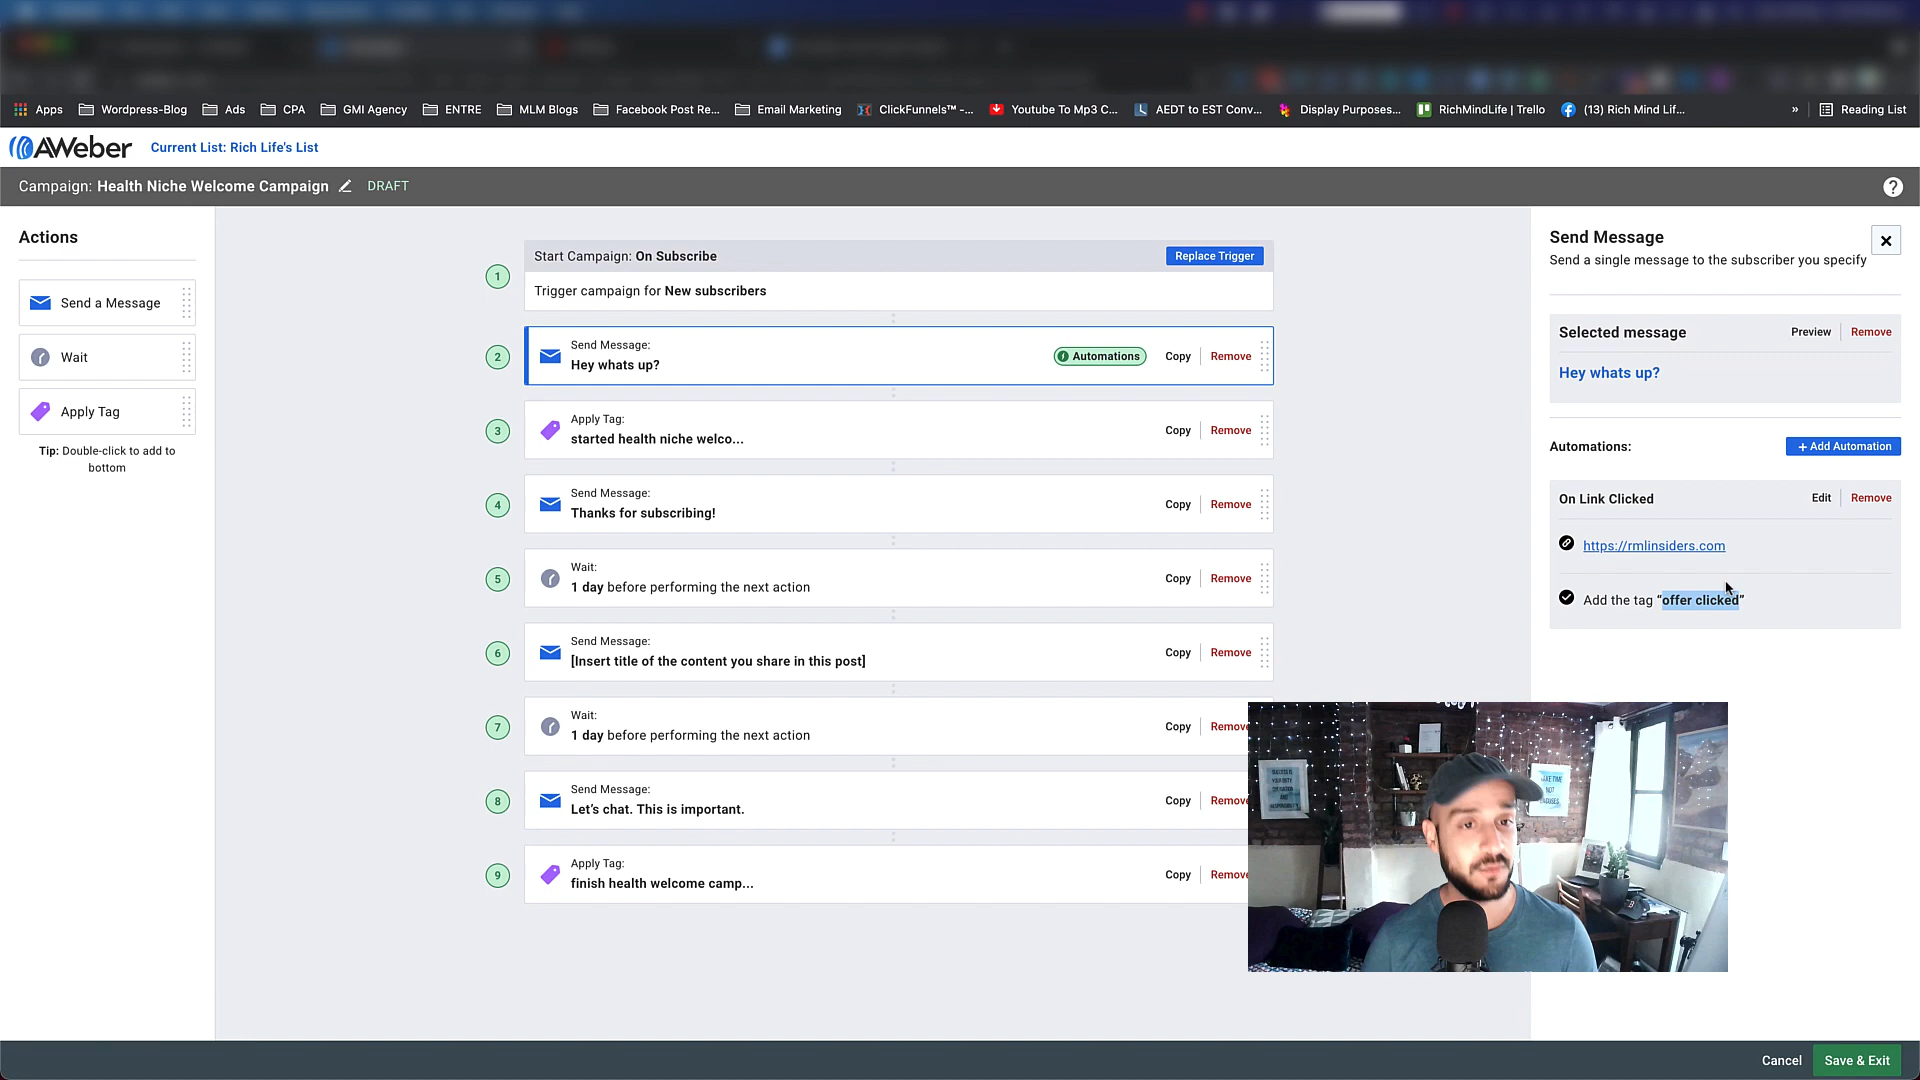 Apps
Wordpress-Blog
Ads
CPA
GMI Agency
ENTRE
MLM Blogs
Facebook Post Re...
Email Marketing
ClickFunnels™ -...
Youtube To Mp3 C...
AEDT to EST Conv...
Display Purposes...
RichMindLife | Trello
(13) Rich Mind Lif...
»
Reading List
AWeber
Current List: Rich Life's List
Campaign: Health Niche Welcome Campaign
DRAFT
?
Actions
Send a Message
Wait
Apply Tag
Tip: Double-click to add to
bottom
1
Start Campaign: On Subscribe
Replace Trigger
Trigger campaign for New subscribers
2
Send Message:
Hey whats up?
Automations
Copy
Remove
3
Apply Tag:
started health niche welco...
Copy
Remove
4
Send Message:
Thanks for subscribing!
Copy
Remove
5
Wait:
1 day before performing the next action
Copy
Remove
6
Send Message:
[Insert title of the content you share in this post]
Copy
Remove
7
Wait:
1 day before performing the next action
Copy
Remove
8
Send Message:
Let's chat. This is important.
Copy
Remove
9
Apply Tag:
finish health welcome camp...
Copy
Remove
Send Message
Send a single message to the subscriber you specify
Selected message
Preview
Remove
Hey whats up?
Automations:
+ Add Automation
On Link Clicked
Edit
Remove
https://rmlinsiders.com
Add the tag “offer clicked”
Cancel
Save & Exit